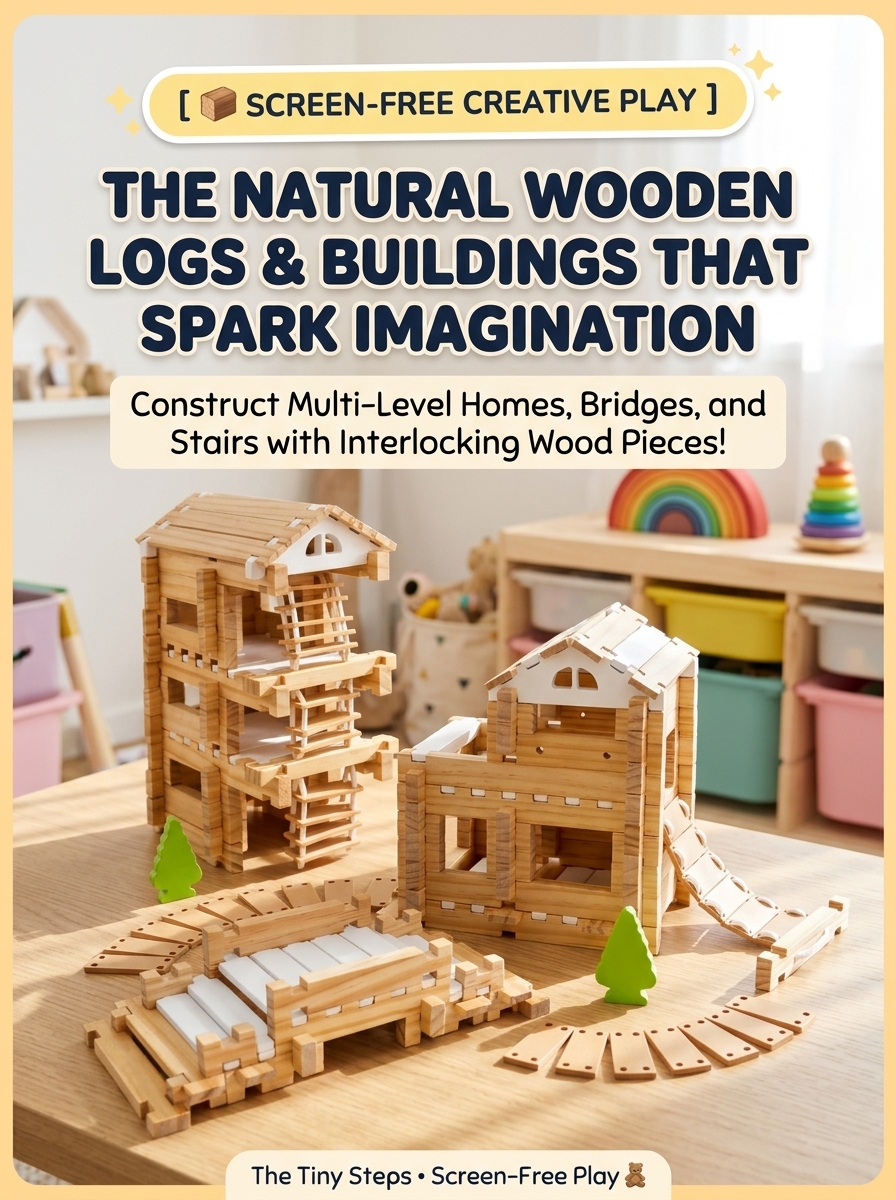 [ 📦 SCREEN-FREE CREATIVE PLAY ]
THE NATURAL WOODEN
LOGS & BUILDINGS THAT
SPARK IMAGINATION
Construct Multi-Level Homes, Bridges, and
Stairs with Interlocking Wood Pieces!
The Tiny Steps • Screen-Free Play 🧸